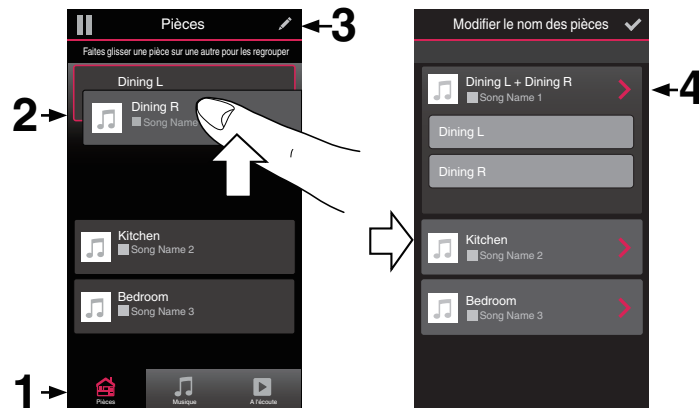 Pièces
3
Faites glisser une pièce sur une autre pour les regrouper
2
Dining L
Dining R
Song Name
Kitchen
Song Name 2
Bedroom
Song Name 3
1
Pièces
Musique
A l'écoute
Modifier le nom des pièces
4
Dining L + Dining R
Song Name 1
Dining L
Dining R
Kitchen
Song Name 2
Bedroom
Song Name 3